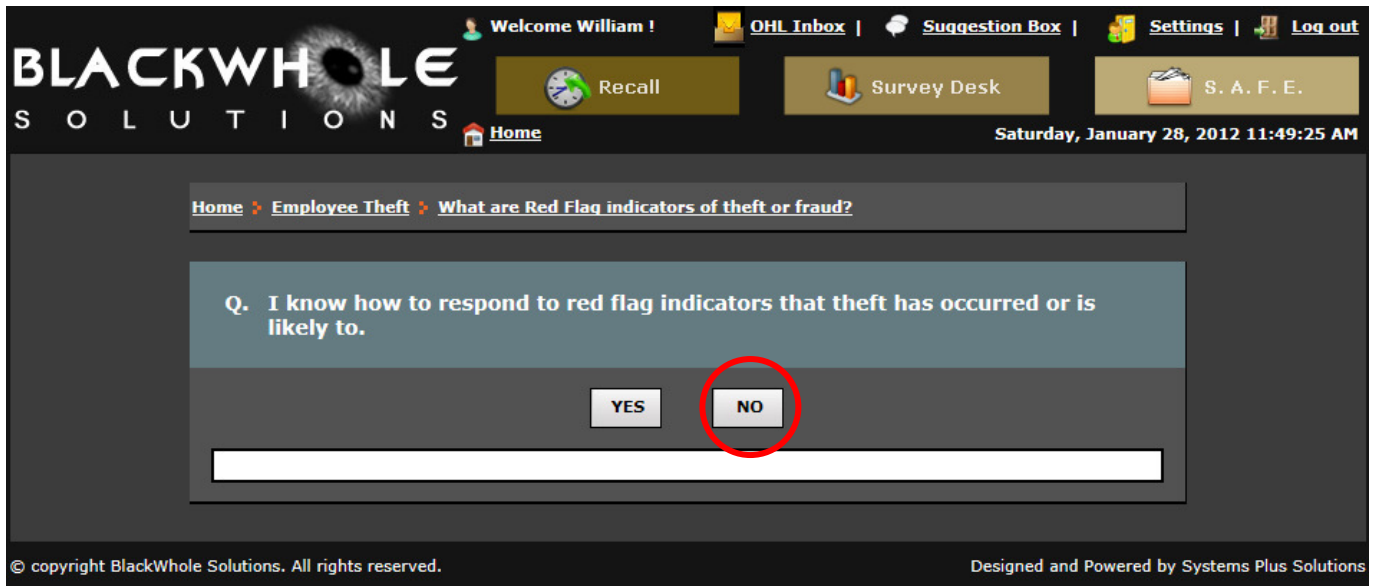 Welcome William ! OHL Inbox | Suggestion Box | Settings | Log out
BLACKWHOLE
SOLUTIONS
Recall Survey Desk S. A. F. E.
Home Saturday, January 28, 2012 11:49:25 AM
Home Employee Theft What are Red Flag indicators of theft or fraud?
Q. I know how to respond to red flag indicators that theft has occurred or is
likely to.
YES NO
© copyright BlackWhole Solutions. All rights reserved. Designed and Powered by Systems Plus Solutions